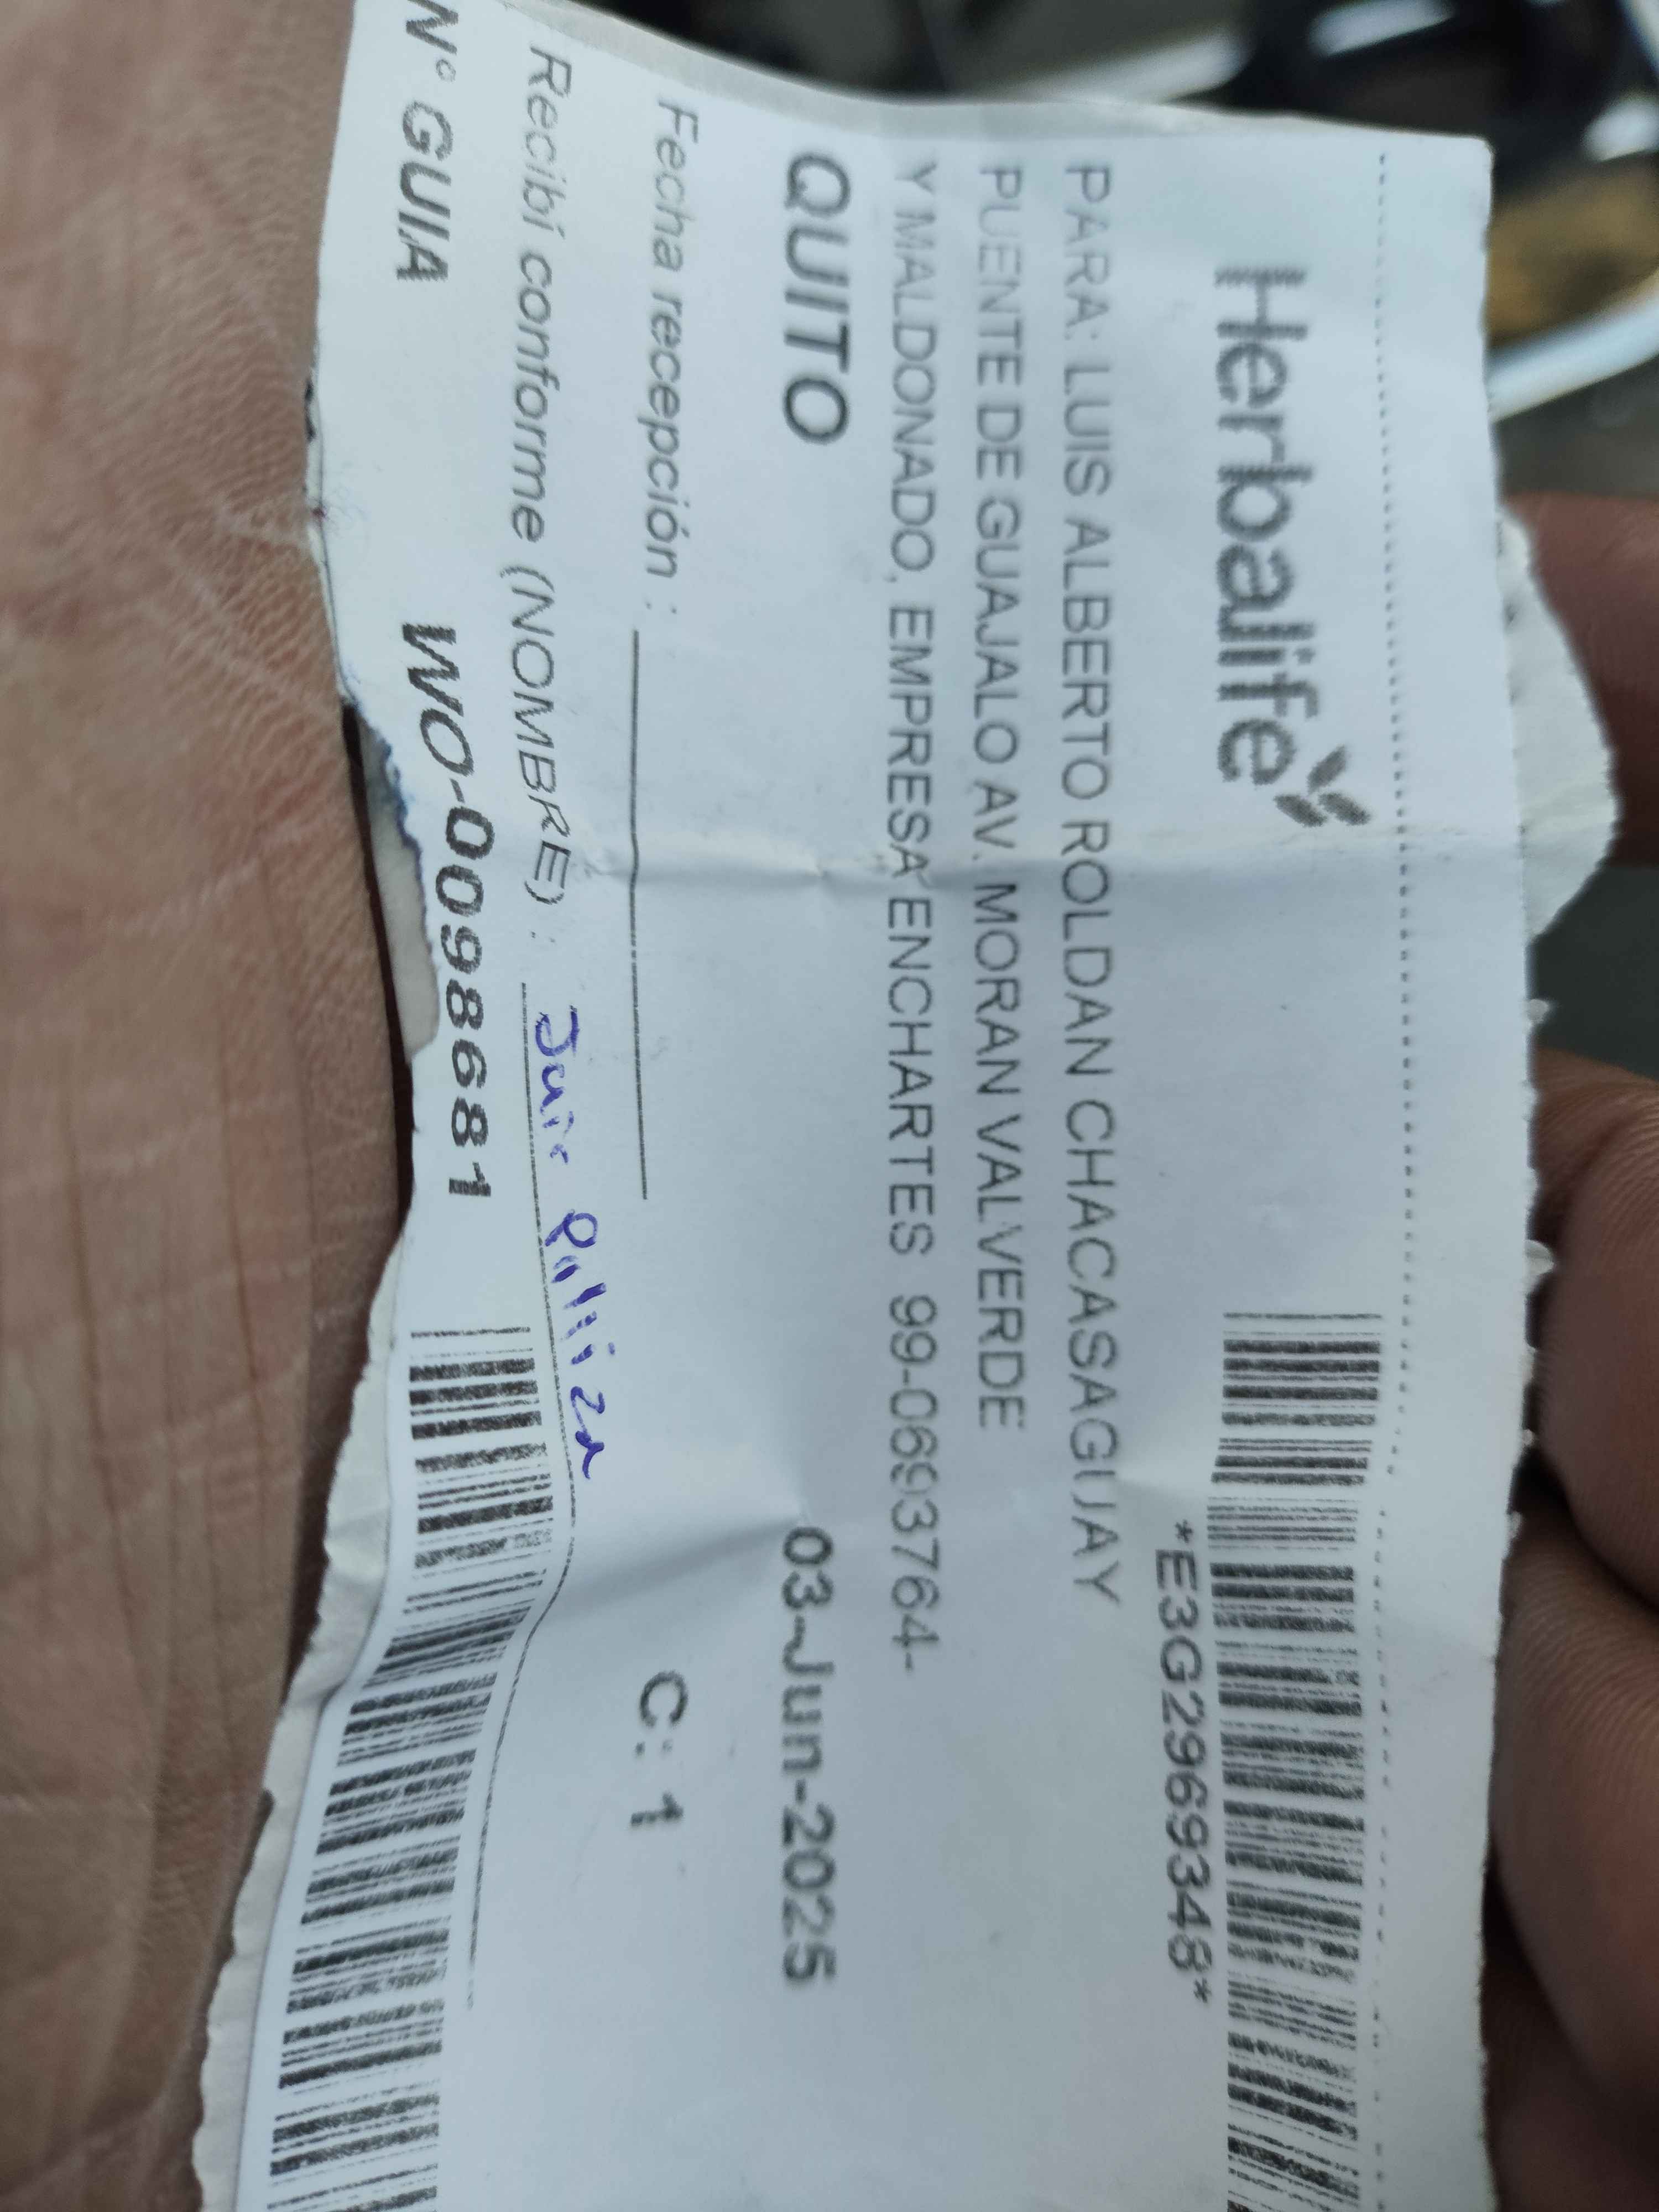 Herbalife
*E3G2969348*
PARA: LUIS ALBERTO ROLDAN CHACASAGUAY
PUENTE DE GUAJALO AV. MORAN VALVERDE
Y MALDONADO, EMPRESA ENCHARTES 99-0693764-
QUITO 03-Jun-2025
Fecha recepción : C: 1
Recibí conforme (NOMBRE) :
N° GUIA WO-0098681